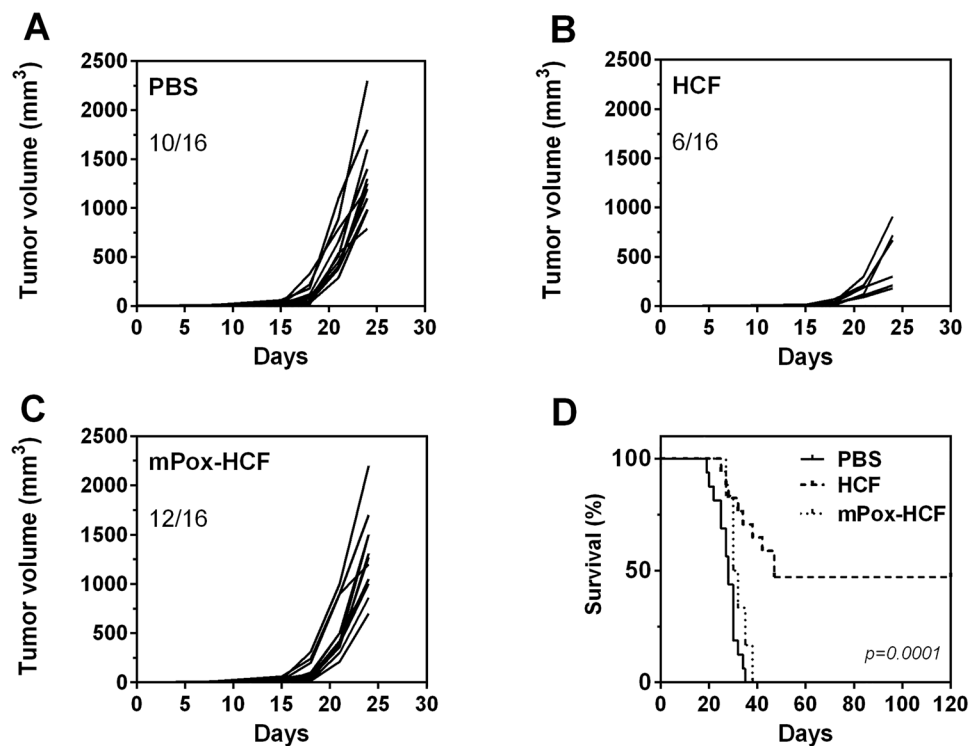 A
Tumor volume (mm³)
2500
2000
1500
1000
500
0
PBS
10/16
0 5 10 15 20 25 30
Days
B
Tumor volume (mm³)
2500
2000
1500
1000
500
0
HCF
6/16
0 5 10 15 20 25 30
Days
C
Tumor volume (mm³)
2500
2000
1500
1000
500
0
mPox-HCF
12/16
0 5 10 15 20 25 30
Days
D
Survival (%)
100
50
0
PBS
HCF
mPox-HCF
p=0.0001
0 20 40 60 80 100 120
Days